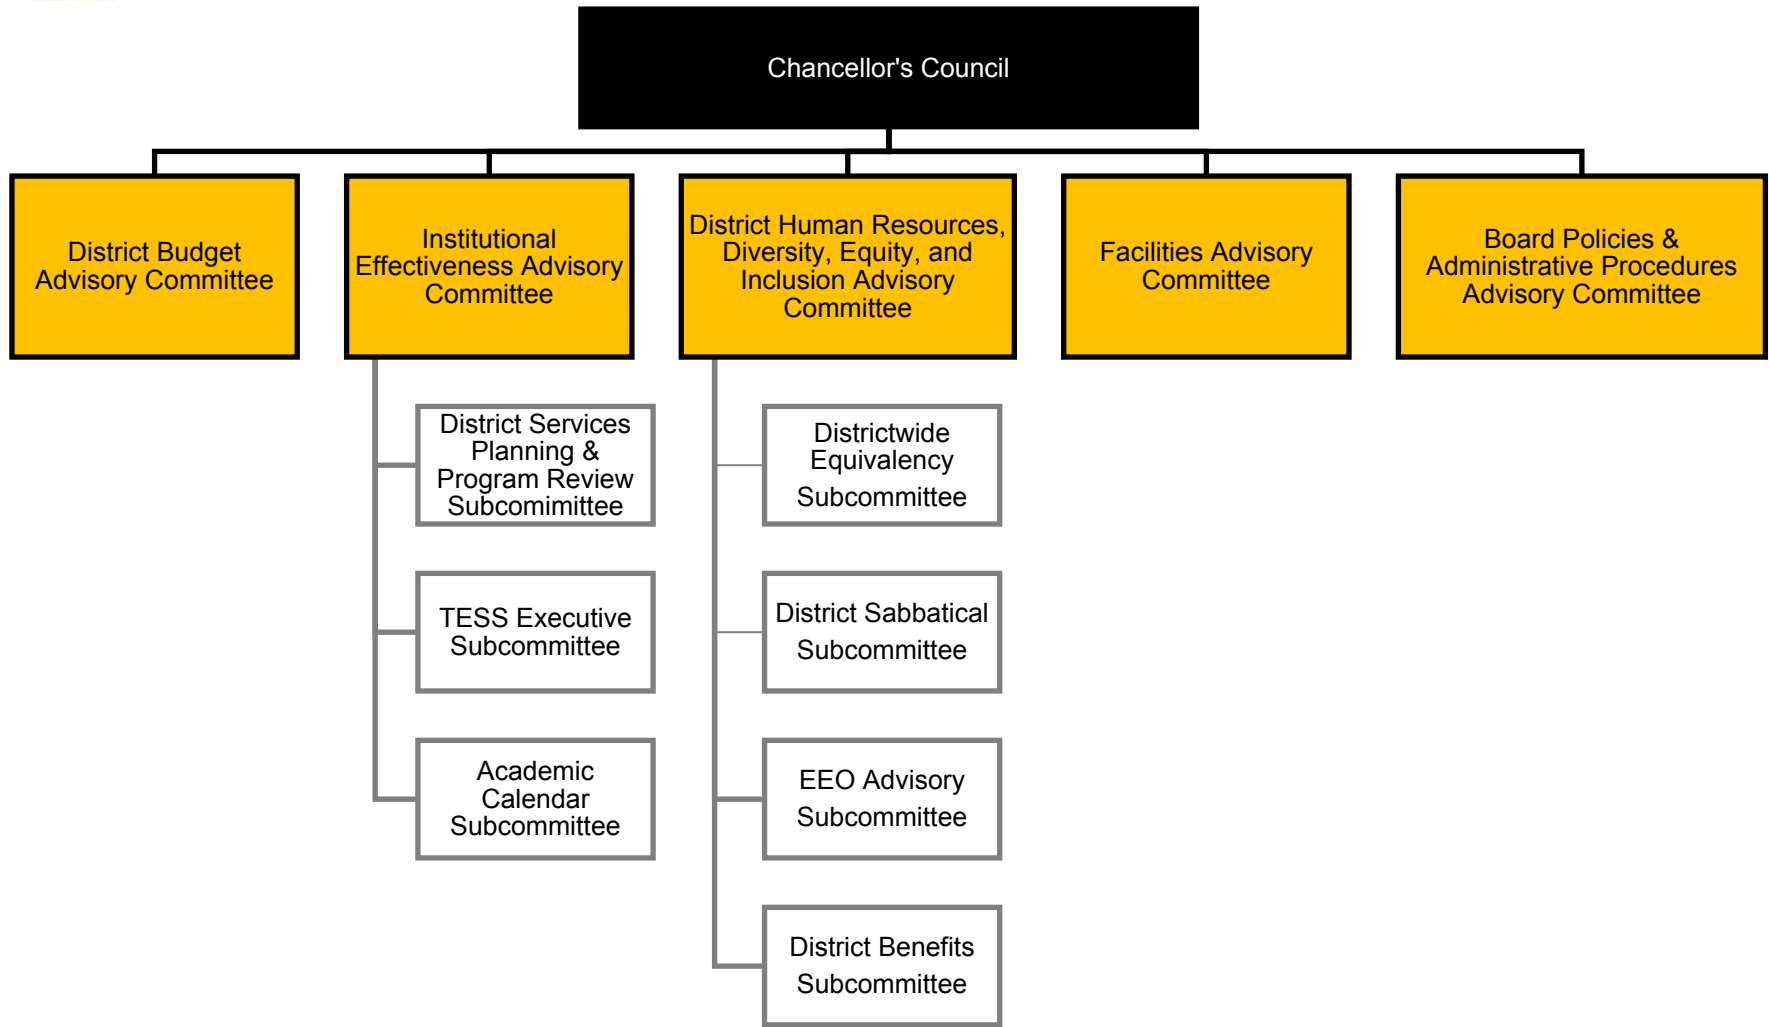 Chancellor's Council
District Budget
Advisory Committee
Institutional
Effectiveness Advisory
Committee
District Human Resources,
Diversity, Equity, and
Inclusion Advisory
Committee
Facilities Advisory
Committee
Board Policies &
Administrative Procedures
Advisory Committee
District Services
Planning &
Program Review
Subcomimittee
TESS Executive
Subcommittee
Academic
Calendar
Subcommittee
Districtwide
Equivalency
Subcommittee
District Sabbatical
Subcommittee
EEO Advisory
Subcommittee
District Benefits
Subcommittee